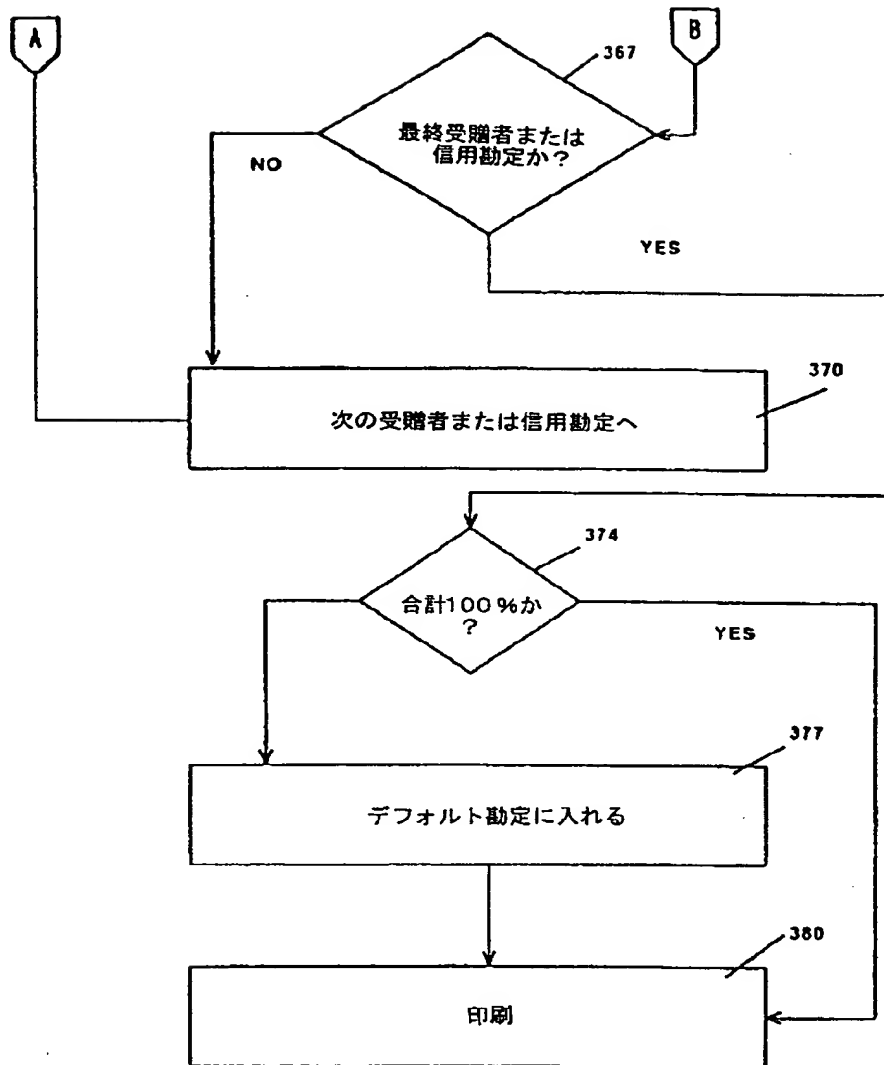 A
B
367
最終受贈者または
信用勘定か？
NO
YES
370
次の受贈者または信用勘定へ
374
合計100%か
？
YES
377
デフォルト勘定に入れる
380
印刷